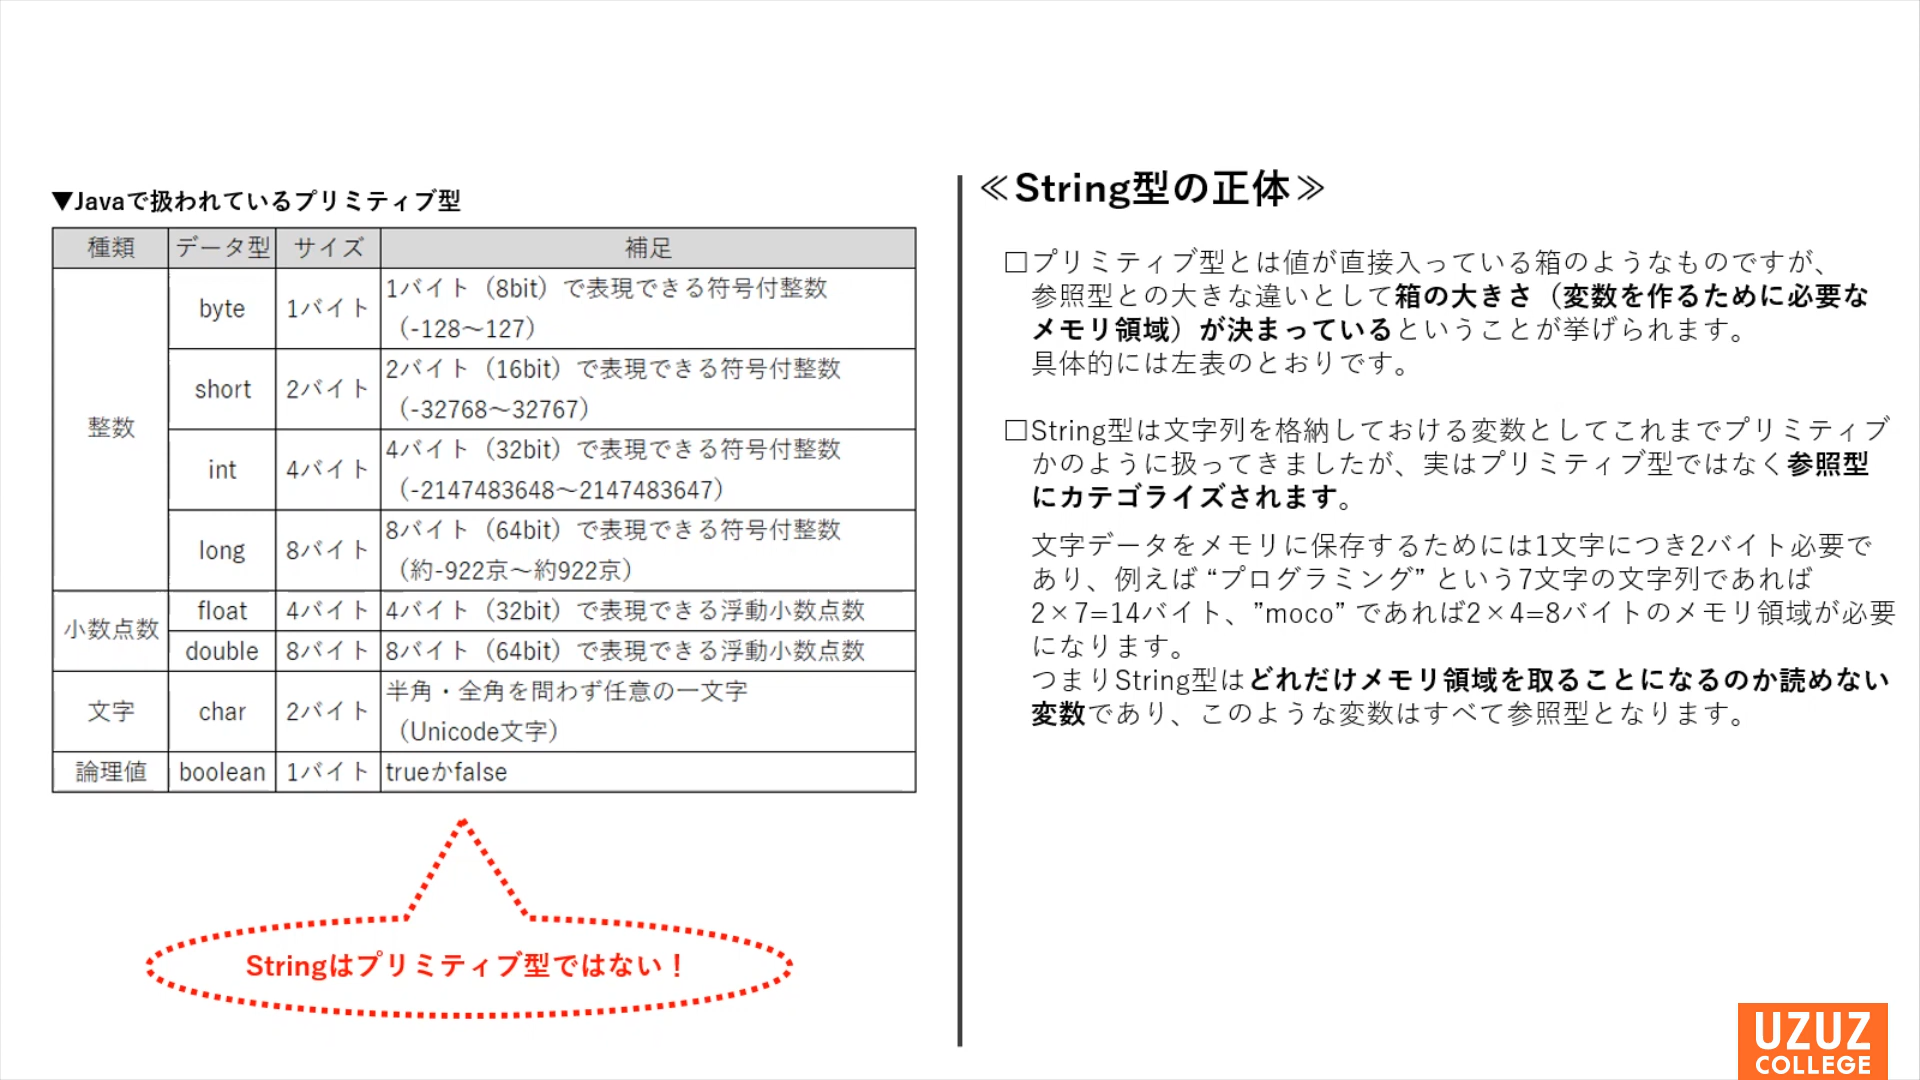 ▼Javaで扱われているプリミティブ型
種類 データ型 サイズ 補足
整数
byte 1バイト 1バイト（8bit）で表現できる符号付整数
（-128～127）
short 2バイト 2バイト（16bit）で表現できる符号付整数
（-32768～32767）
int 4バイト 4バイト（32bit）で表現できる符号付整数
（-2147483648～2147483647）
long 8バイト 8バイト（64bit）で表現できる符号付整数
（約-922京～約922京）
小数点数
float 4バイト 4バイト（32bit）で表現できる浮動小数点数
double 8バイト 8バイト（64bit）で表現できる浮動小数点数
文字 char 2バイト 半角・全角を問わず任意の一文字
（Unicode文字）
論理値 boolean 1バイト trueかfalse
Stringはプリミティブ型ではない！
≪String型の正体≫
□プリミティブ型とは値が直接入っている箱のようなものですが、
参照型との大きな違いとして箱の大きさ（変数を作るために必要な
メモリ領域）が決まっているということが挙げられます。
具体的には左表のとおりです。
□String型は文字列を格納しておける変数としてこれまでプリミティブ
かのように扱ってきましたが、実はプリミティブ型ではなく参照型
にカテゴライズされます。
文字データをメモリに保存するためには1文字につき2バイト必要で
あり、例えば “プログラミング” という7文字の文字列であれば
2×7=14バイト、”moco” であれば2×4=8バイトのメモリ領域が必要
になります。
つまりString型はどれだけメモリ領域を取ることになるのか読めない
変数であり、このような変数はすべて参照型となります。
UZUZ
COLLEGE